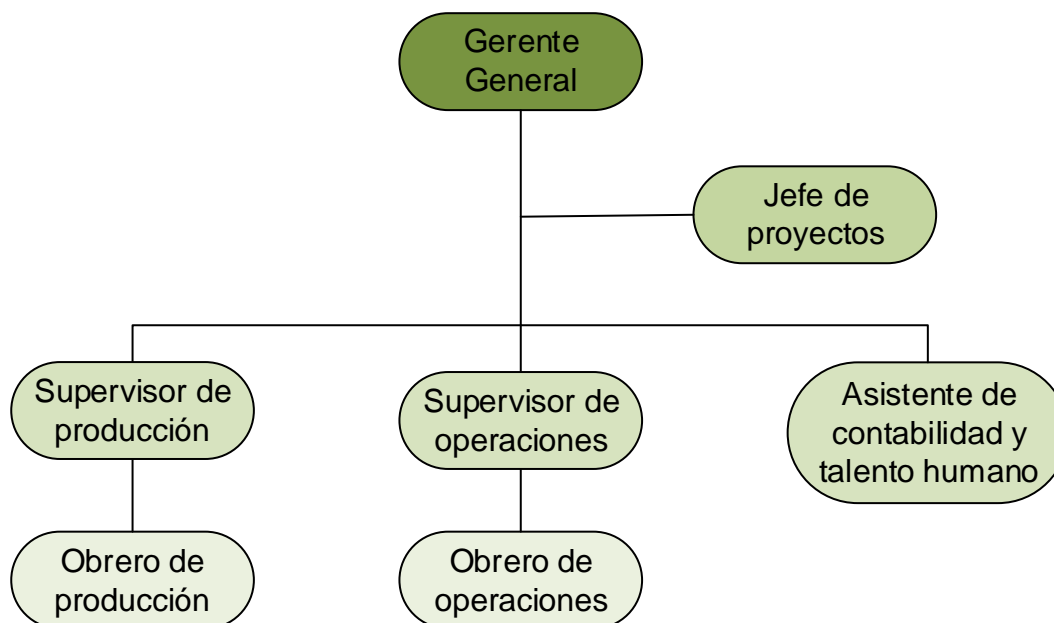 Gerente
General
Jefe de
proyectos
Supervisor de
producción
Supervisor de
operaciones
Asistente de
contabilidad y
talento humano
Obrero de
producción
Obrero de
operaciones